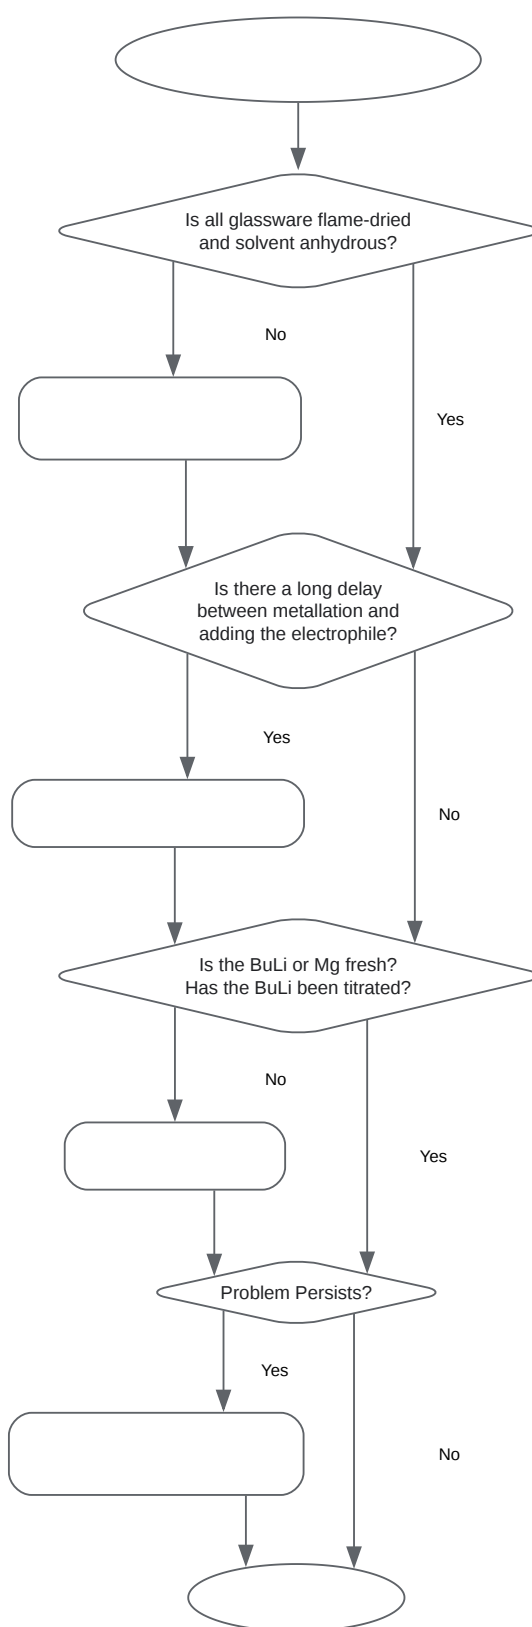 Is all glassware flame-dried
and solvent anhydrous?
No
Yes
Is there a long delay
between metallation and
adding the electrophile?
Yes
No
Is the BuLi or Mg fresh?
Has the BuLi been titrated?
No
Yes
Problem Persists?
Yes
No